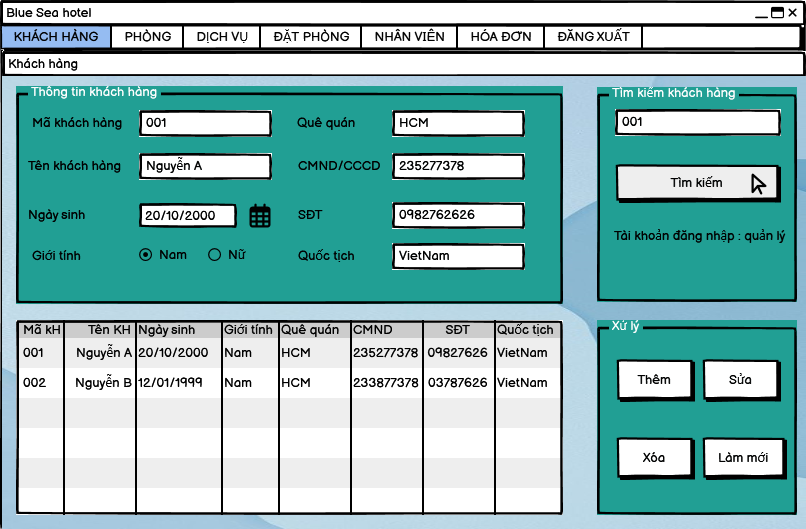 Blue Sea hotel
KHÁCH HÀNG PHÒNG DỊCH VỤ ĐẶT PHÒNG NHÂN VIÊN HÓA ĐƠN ĐĂNG XUẤT
Khách hàng
Thông tin khách hàng
Mã khách hàng 001 Quê quán HCM
Tên khách hàng Nguyễn A CMND/CCCD 235277378
Ngày sinh 20/10/2000 SĐT 0982762626
Giới tính Nam Nữ Quốc tịch VietNam
Tìm kiếm khách hàng
001
Tìm kiếm
Tài khoản đăng nhập : quản lý
Mã kH Tên KH Ngày sinh Giới tính Quê quán CMND SĐT Quốc tịch
001 Nguyễn A 20/10/2000 Nam HCM 235277378 09827626 VietNam
002 Nguyễn B 12/01/1999 Nam HCM 233877378 03787626 VietNam
Xử lý
Thêm Sửa
Xóa Làm mới